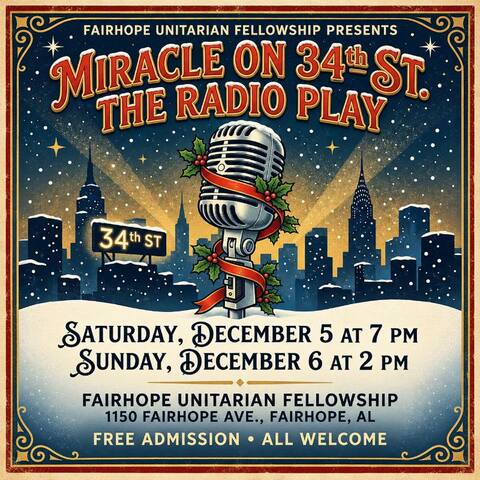 FAIRHOPE UNITARIAN FELLOWSHIP PRESENTS
MIRACLE ON 34th ST.
THE RADIO PLAY
34th ST
SATURDAY, DECEMBER 5 AT 7 PM
SUNDAY, DECEMBER 6 AT 2 PM
FAIRHOPE UNITARIAN FELLOWSHIP
1150 FAIRHOPE AVE., FAIRHOPE, AL
FREE ADMISSION • ALL WELCOME